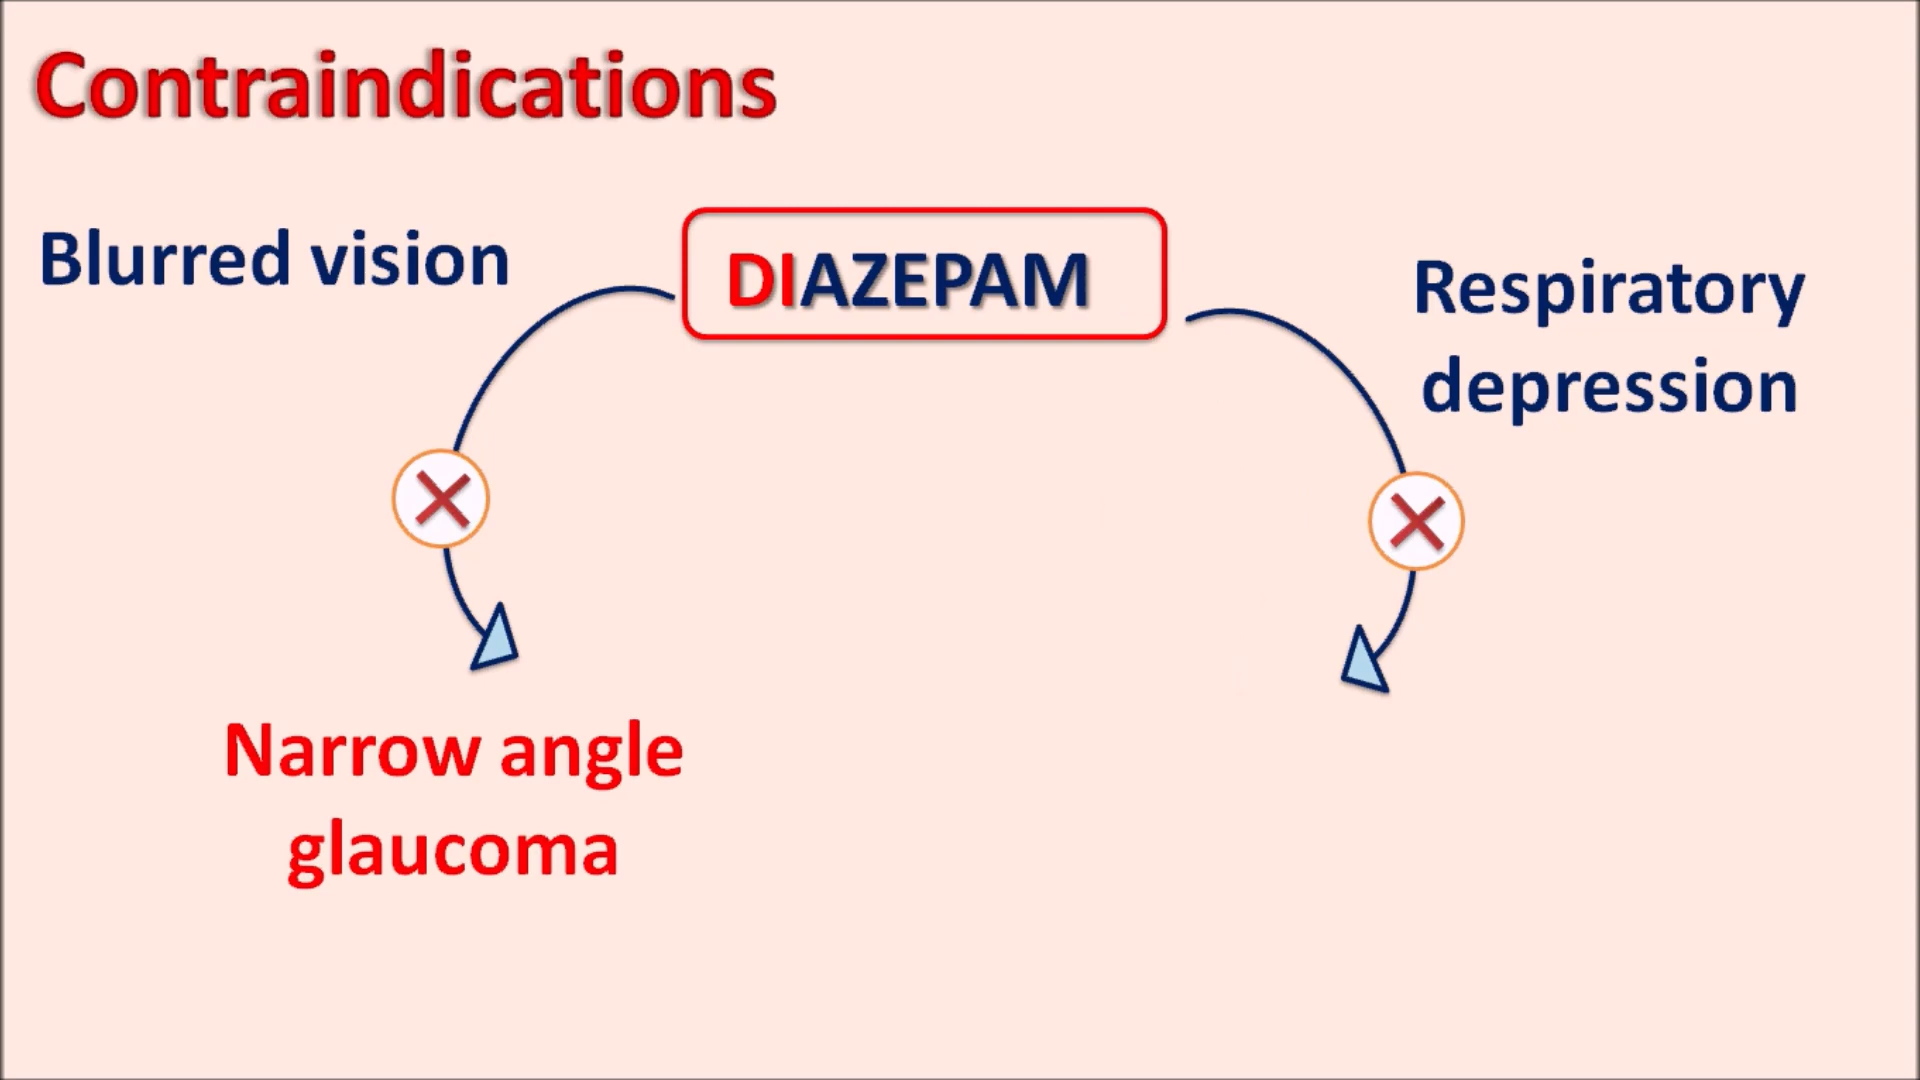 Contraindications
Blurred vision
DIAZEPAM
Respiratory
depression
Narrow angle
glaucoma